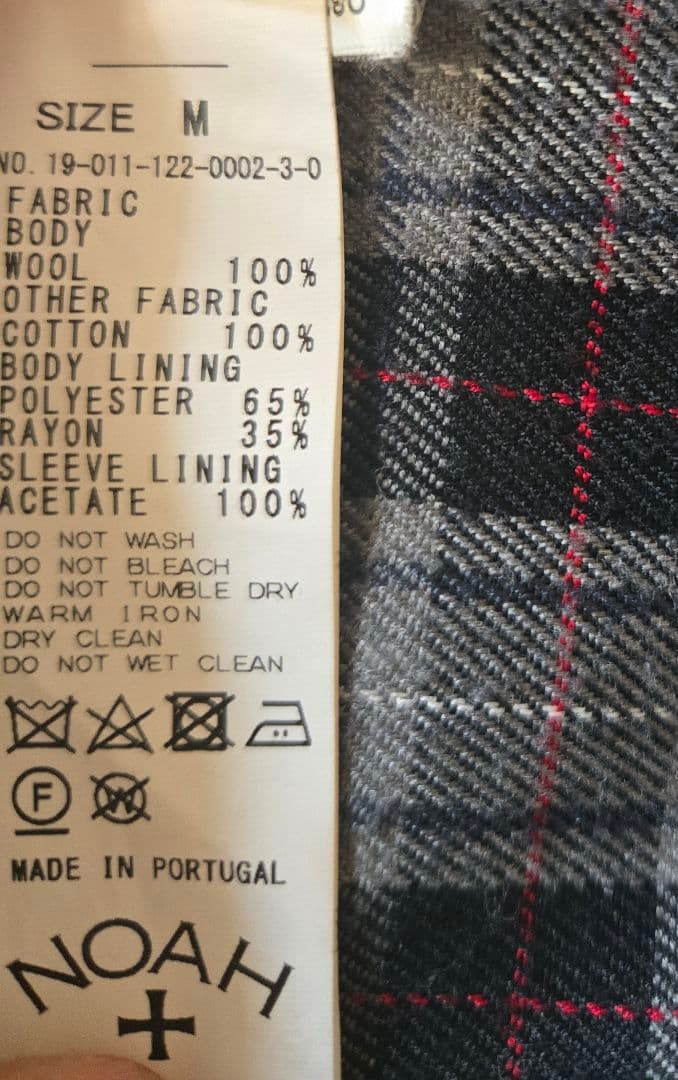 SIZE M
NO. 19-011-122-0002-3-0
FABRIC
BODY
WOOL 100%
OTHER FABRIC
COTTON 100%
BODY LINING
POLYESTER 65%
RAYON 35%
SLEEVE LINING
ACETATE 100%
DO NOT WASH
DO NOT BLEACH
DO NOT TUMBLE DRY
WARM IRON
DRY CLEAN
DO NOT WET CLEAN
F W
MADE IN PORTUGAL
NOAH